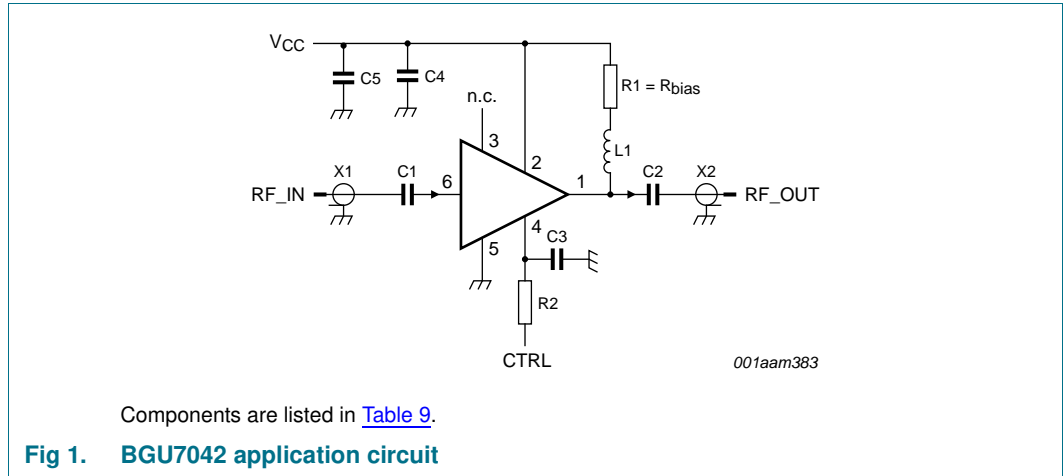 VCC
C5
C4
n.c.
R1 = Rbias
3
L1
2
X1
C1
C2
X2
RF_IN
6
1
RF_OUT
4
C3
5
R2
CTRL
001aam383
Components are listed in Table 9.
Fig 1. BGU7042 application circuit